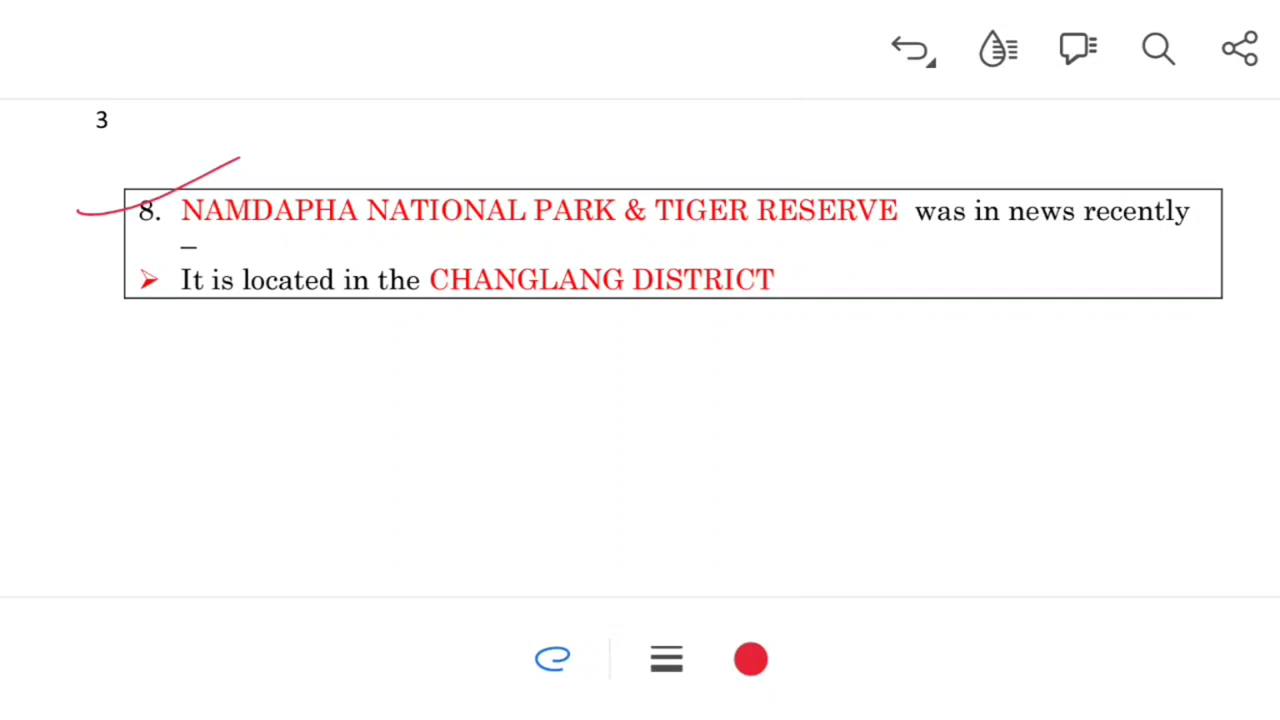 3
8. NAMDAPHA NATIONAL PARK & TIGER RESERVE was in news recently
–
➢ It is located in the CHANGLANG DISTRICT